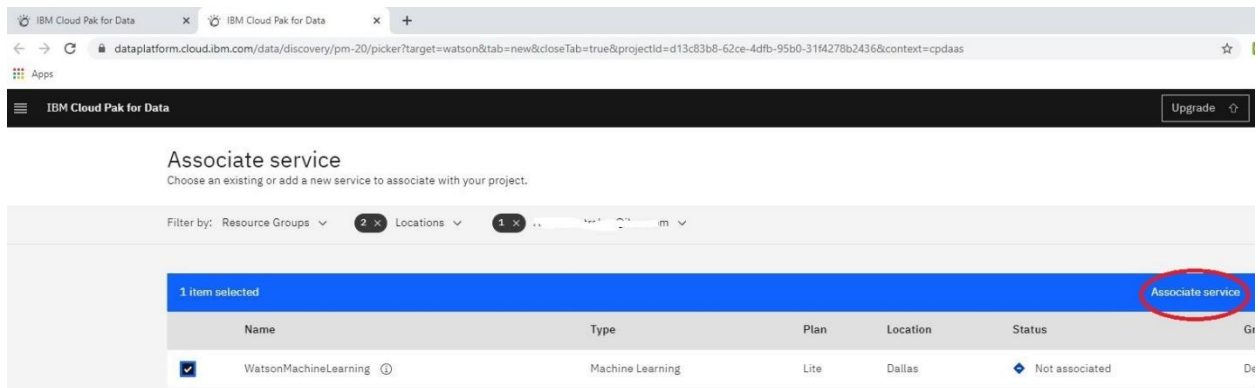 IBM Cloud Pak for Data IBM Cloud Pak for Data
dataplatform.cloud.ibm.com/data/discovery/pm-20/picker?target=watson&tab=new&closeTab=true&projectId=d13c83b8-62ce-4dfb-95b0-31f4278b2436&context=cpdaas
Apps
IBM Cloud Pak for Data Upgrade
Associate service
Choose an existing or add a new service to associate with your project.
Filter by: Resource Groups 2 × Locations 1 ×
1 item selected Associate service
Name Type Plan Location Status
WatsonMachineLearning Machine Learning Lite Dallas Not associated